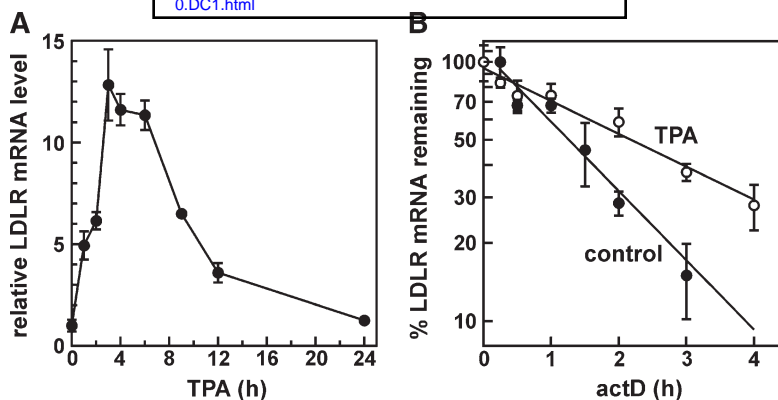 0.DC1.html
A
B
relative LDLR mRNA level
15
10
5
0
0 4 8 12 16 20 24
TPA (h)
% LDLR mRNA remaining
100
70
50
30
20
10
TPA
control
0 1 2 3 4
actD (h)